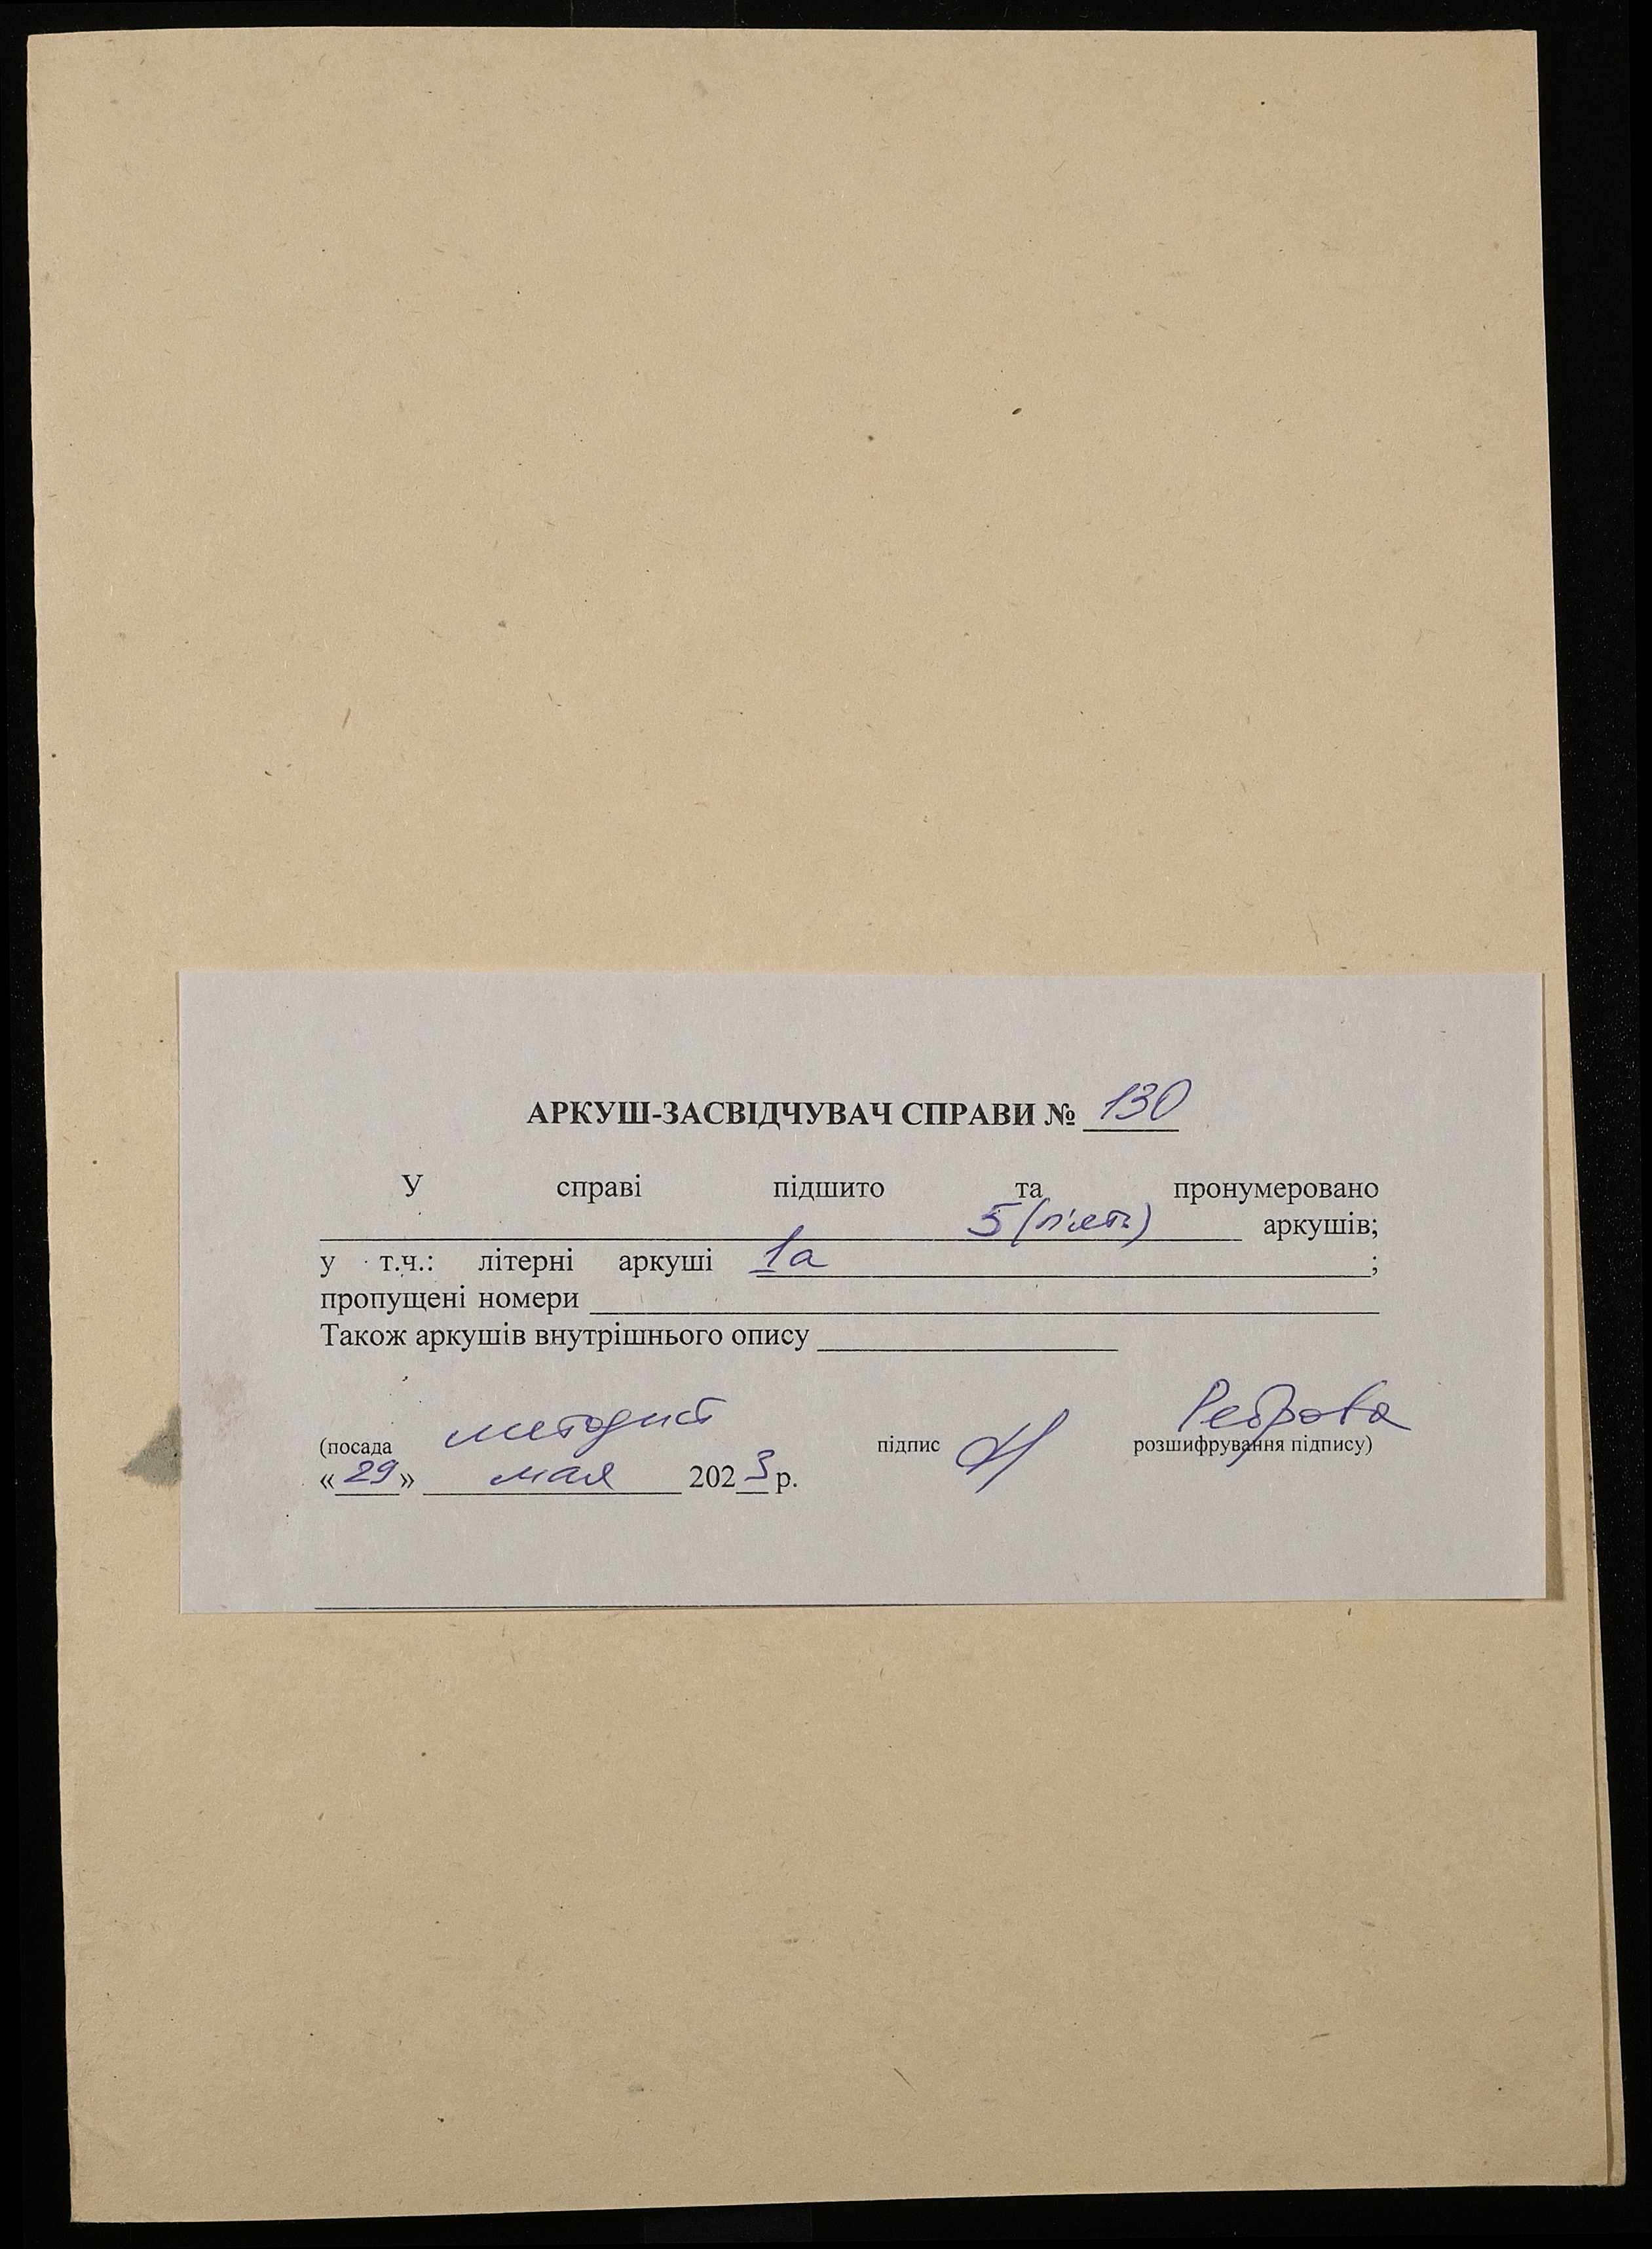 АРКУШ-ЗАСВІДЧУВАЧ СПРАВИ № 130
У справі підшито та пронумеровано
5 (п'ять) аркушів;
у т.ч.: літерні аркуші 1а ;
пропущені номери
Також аркушів внутрішнього опису
(посада методист підпис Реброва розшифрування підпису)
«29» мая 2023 р.